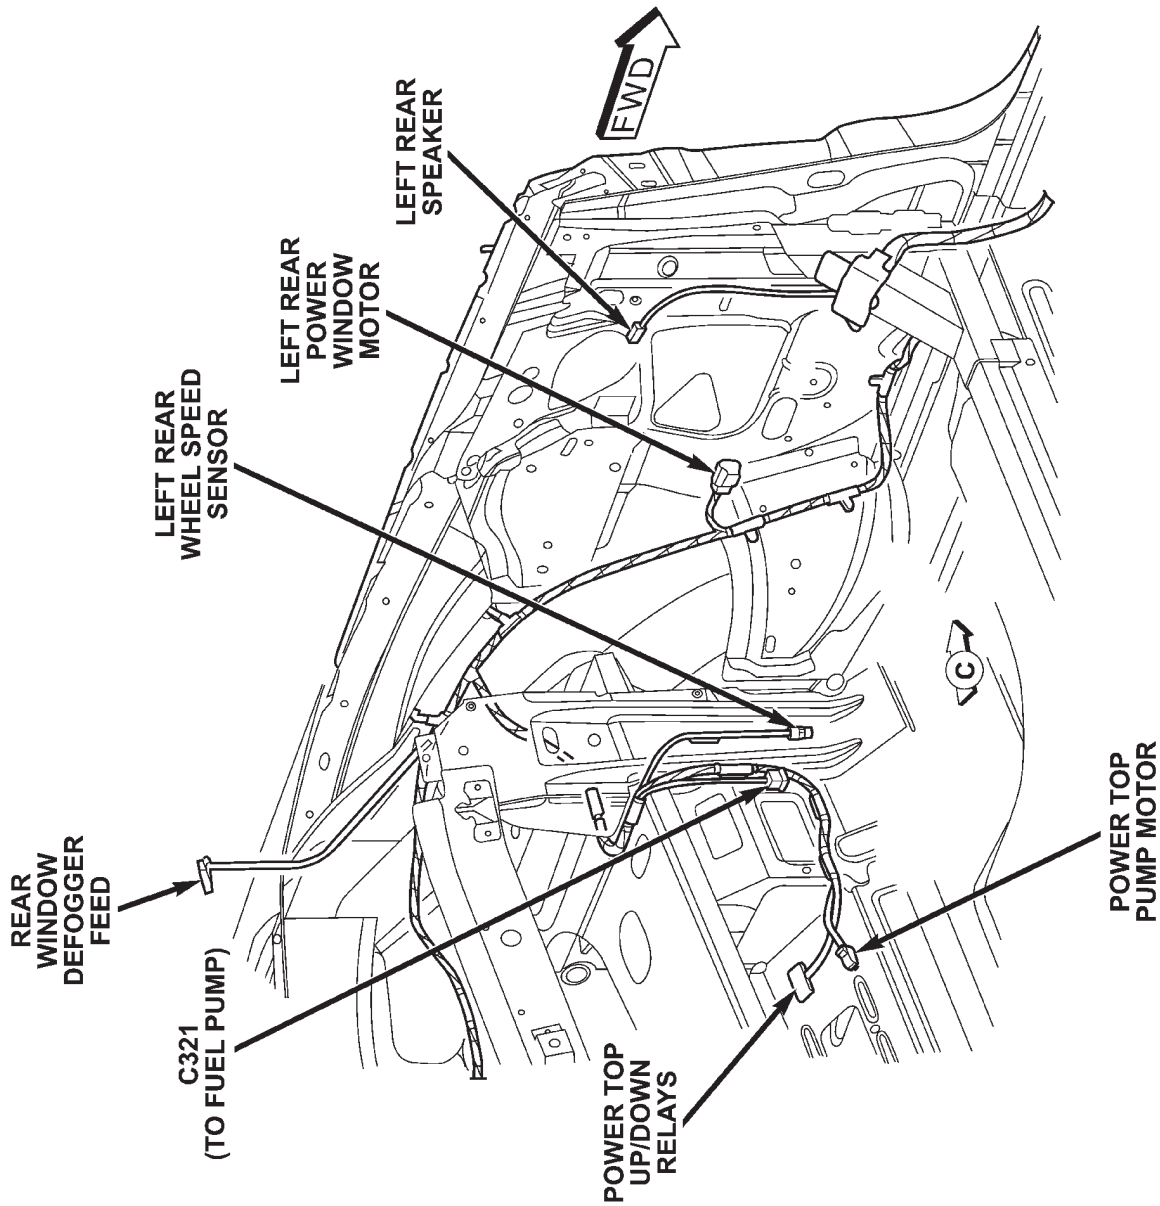 REAR
WINDOW
DEFOGGER
FEED
LEFT REAR
WHEEL SPEED
SENSOR
LEFT REAR
POWER
WINDOW
MOTOR
LEFT REAR
SPEAKER
FWD
C321
(TO FUEL PUMP)
C
POWER TOP
UP/DOWN
RELAYS
POWER TOP
PUMP MOTOR